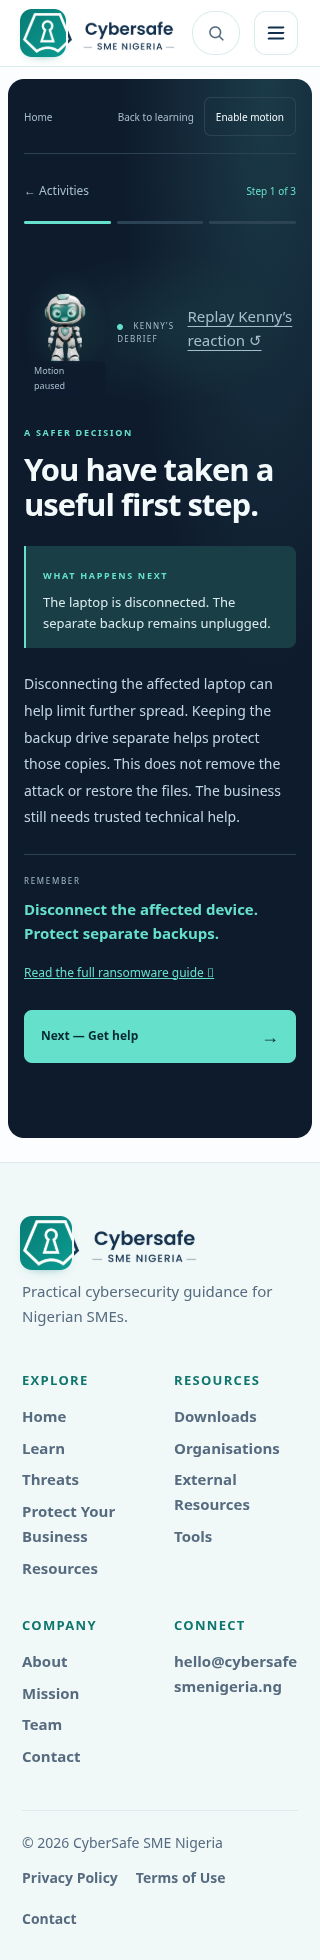 Cybersafe
SME NIGERIA
Home
Back to learning
Enable motion
← Activities
Step 1 of 3
Motion
paused
KENNY'S
DEBRIEF
Replay Kenny's
reaction ↺
A SAFER DECISION
You have taken a
useful first step.
WHAT HAPPENS NEXT
The laptop is disconnected. The
separate backup remains unplugged.
Disconnecting the affected laptop can
help limit further spread. Keeping the
backup drive separate helps protect
those copies. This does not remove the
attack or restore the files. The business
still needs trusted technical help.
REMEMBER
Disconnect the affected device.
Protect separate backups.
Read the full ransomware guide
Next — Get help →
Cybersafe
SME NIGERIA
Practical cybersecurity guidance for
Nigerian SMEs.
EXPLORE
Home
Learn
Threats
Protect Your
Business
Resources
RESOURCES
Downloads
Organisations
External
Resources
Tools
COMPANY
About
Mission
Team
Contact
CONNECT
hello@cybersafe
smenigeria.ng
© 2026 CyberSafe SME Nigeria
Privacy Policy Terms of Use
Contact